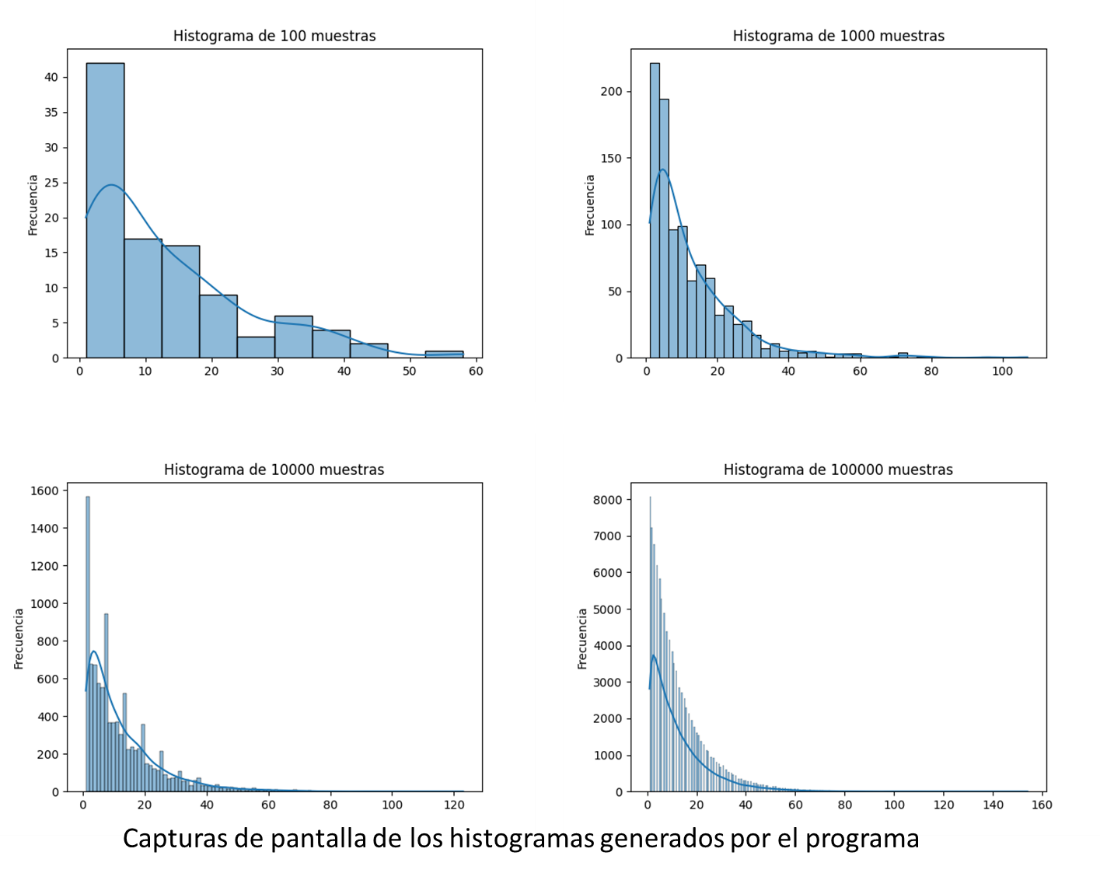 Histograma de 100 muestras
Frecuencia
40
35
30
25
20
15
10
5
0
0 10 20 30 40 50 60
Histograma de 1000 muestras
Frecuencia
200
150
100
50
0
0 20 40 60 80 100
Histograma de 10000 muestras
Frecuencia
1600
1400
1200
1000
800
600
400
200
0
0 20 40 60 80 100 120
Histograma de 100000 muestras
Frecuencia
8000
7000
6000
5000
4000
3000
2000
1000
0
0 20 40 60 80 100 120 140 160
Capturas de pantalla de los histogramas generados por el programa